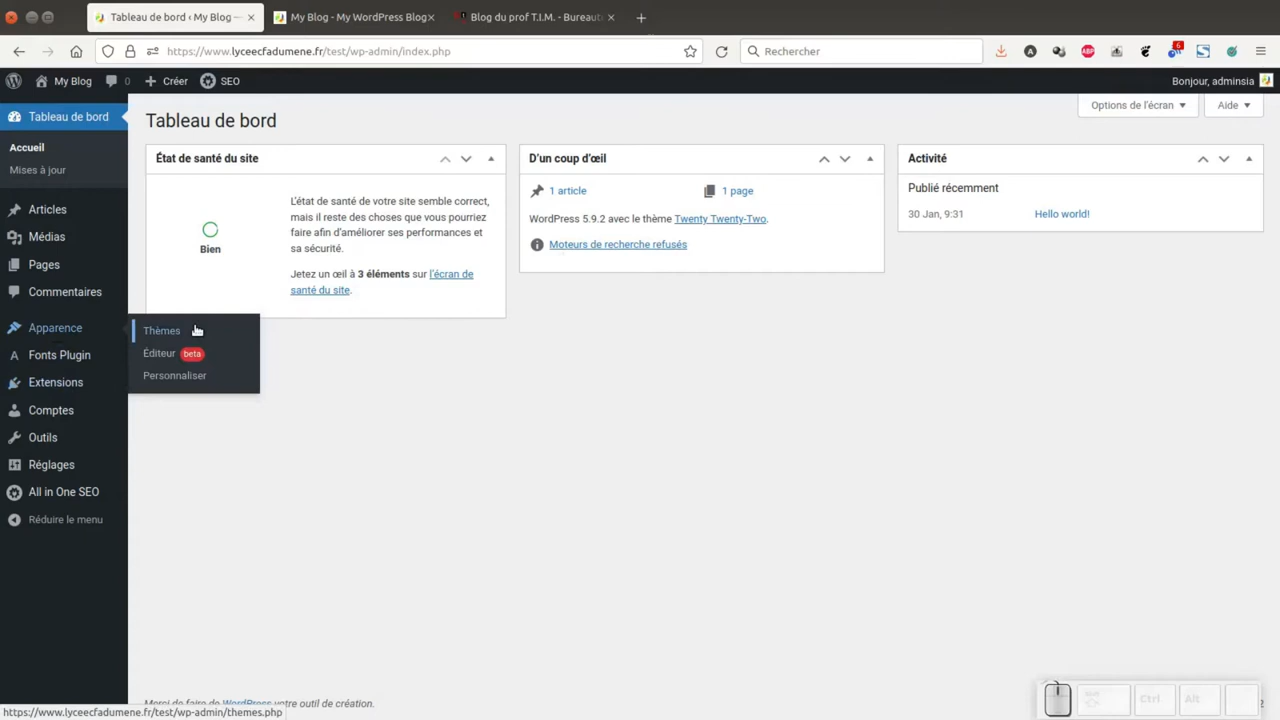 Tableau de bord ‹ My Blog —
My Blog - My WordPress Blog
Blog du prof T.I.M. - Bureaut
https://www.lyceecfadumene.fr/test/wp-admin/index.php
Rechercher
6
My Blog
0
Créer
SEO
Bonjour, adminsia
Tableau de bord
Accueil
Mises à jour
Articles
Médias
Pages
Commentaires
Apparence
Fonts Plugin
Extensions
Comptes
Outils
Réglages
All in One SEO
Réduire le menu
Thèmes
Éditeur beta
Personnaliser
Tableau de bord
Options de l'écran
Aide
État de santé du site
Bien
L'état de santé de votre site semble correct,
mais il reste des choses que vous pourriez
faire afin d'améliorer ses performances et
sa sécurité.
Jetez un œil à 3 éléments sur l'écran de
santé du site.
D'un coup d'œil
1 article
1 page
WordPress 5.9.2 avec le thème Twenty Twenty-Two.
Moteurs de recherche refusés
Activité
Publié récemment
30 Jan, 9:31
Hello world!
Merci de faire de WordPress votre outil de création.
https://www.lyceecfadumene.fr/test/wp-admin/themes.php
Ctrl
Alt
2